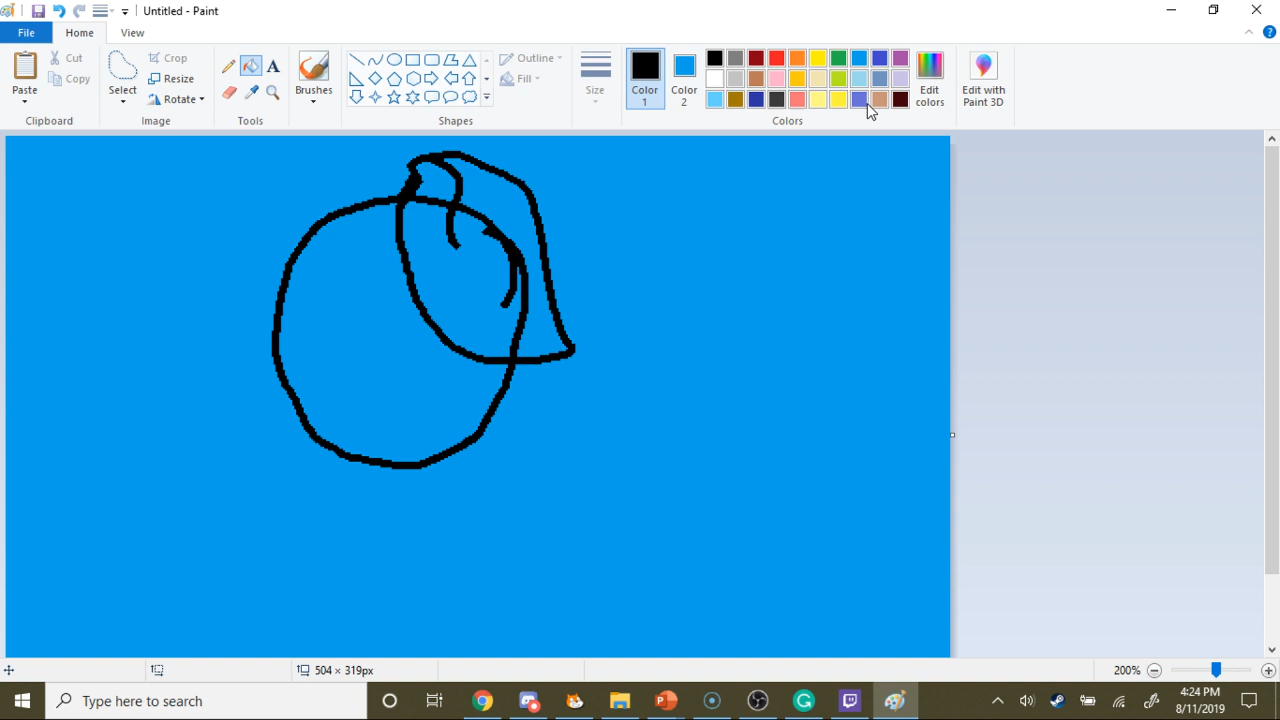 Untitled - Paint
File
Home
View
Paste
Cut
Copy
Clipboard
Select
Crop
Resize
Rotate
Image
A
Tools
Brushes
Shapes
Outline
Fill
Size
Color 1
Color 2
Colors
Edit colors
Edit with Paint 3D
504 × 319px
200%
Type here to search
4:24 PM
8/11/2019